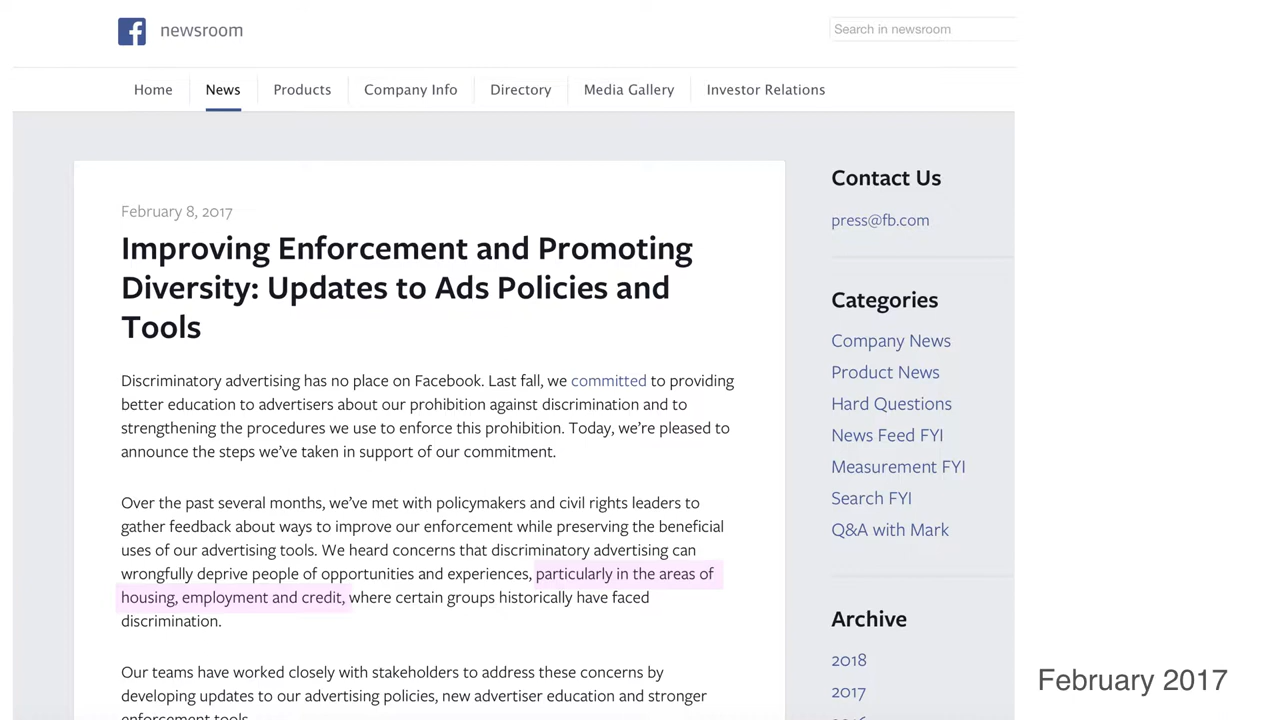 newsroom
Search in newsroom
Home News Products Company Info Directory Media Gallery Investor Relations
February 8, 2017
Improving Enforcement and Promoting
Diversity: Updates to Ads Policies and
Tools
Discriminatory advertising has no place on Facebook. Last fall, we committed to providing
better education to advertisers about our prohibition against discrimination and to
strengthening the procedures we use to enforce this prohibition. Today, we’re pleased to
announce the steps we’ve taken in support of our commitment.
Over the past several months, we’ve met with policymakers and civil rights leaders to
gather feedback about ways to improve our enforcement while preserving the beneficial
uses of our advertising tools. We heard concerns that discriminatory advertising can
wrongfully deprive people of opportunities and experiences, particularly in the areas of
housing, employment and credit, where certain groups historically have faced
discrimination.
Our teams have worked closely with stakeholders to address these concerns by
developing updates to our advertising policies, new advertiser education and stronger
enforcement tools.
Contact Us
press@fb.com
Categories
Company News
Product News
Hard Questions
News Feed FYI
Measurement FYI
Search FYI
Q&A with Mark
Archive
2018
2017
February 2017